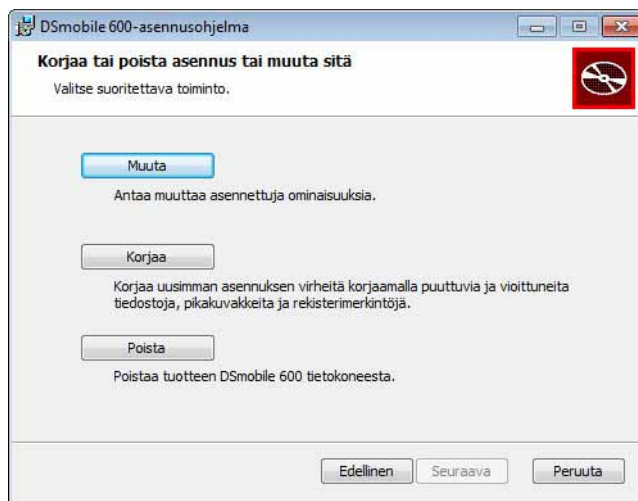 DSmobile 600-asennusohjelma
Korjaa tai poista asennus tai muuta sitä
Valitse suoritettava toiminto.
Muuta
Antaa muuttaa asennettuja ominaisuuksia.
Korjaa
Korjaa uusimman asennuksen virheitä korjaamalla puuttuvia ja vioittuneita
tiedostoja, pikakuvakkeita ja rekisterimerkintöjä.
Poista
Poistaa tuotteen DSmobile 600 tietokoneesta.
Edellinen
Seuraava
Peruuta